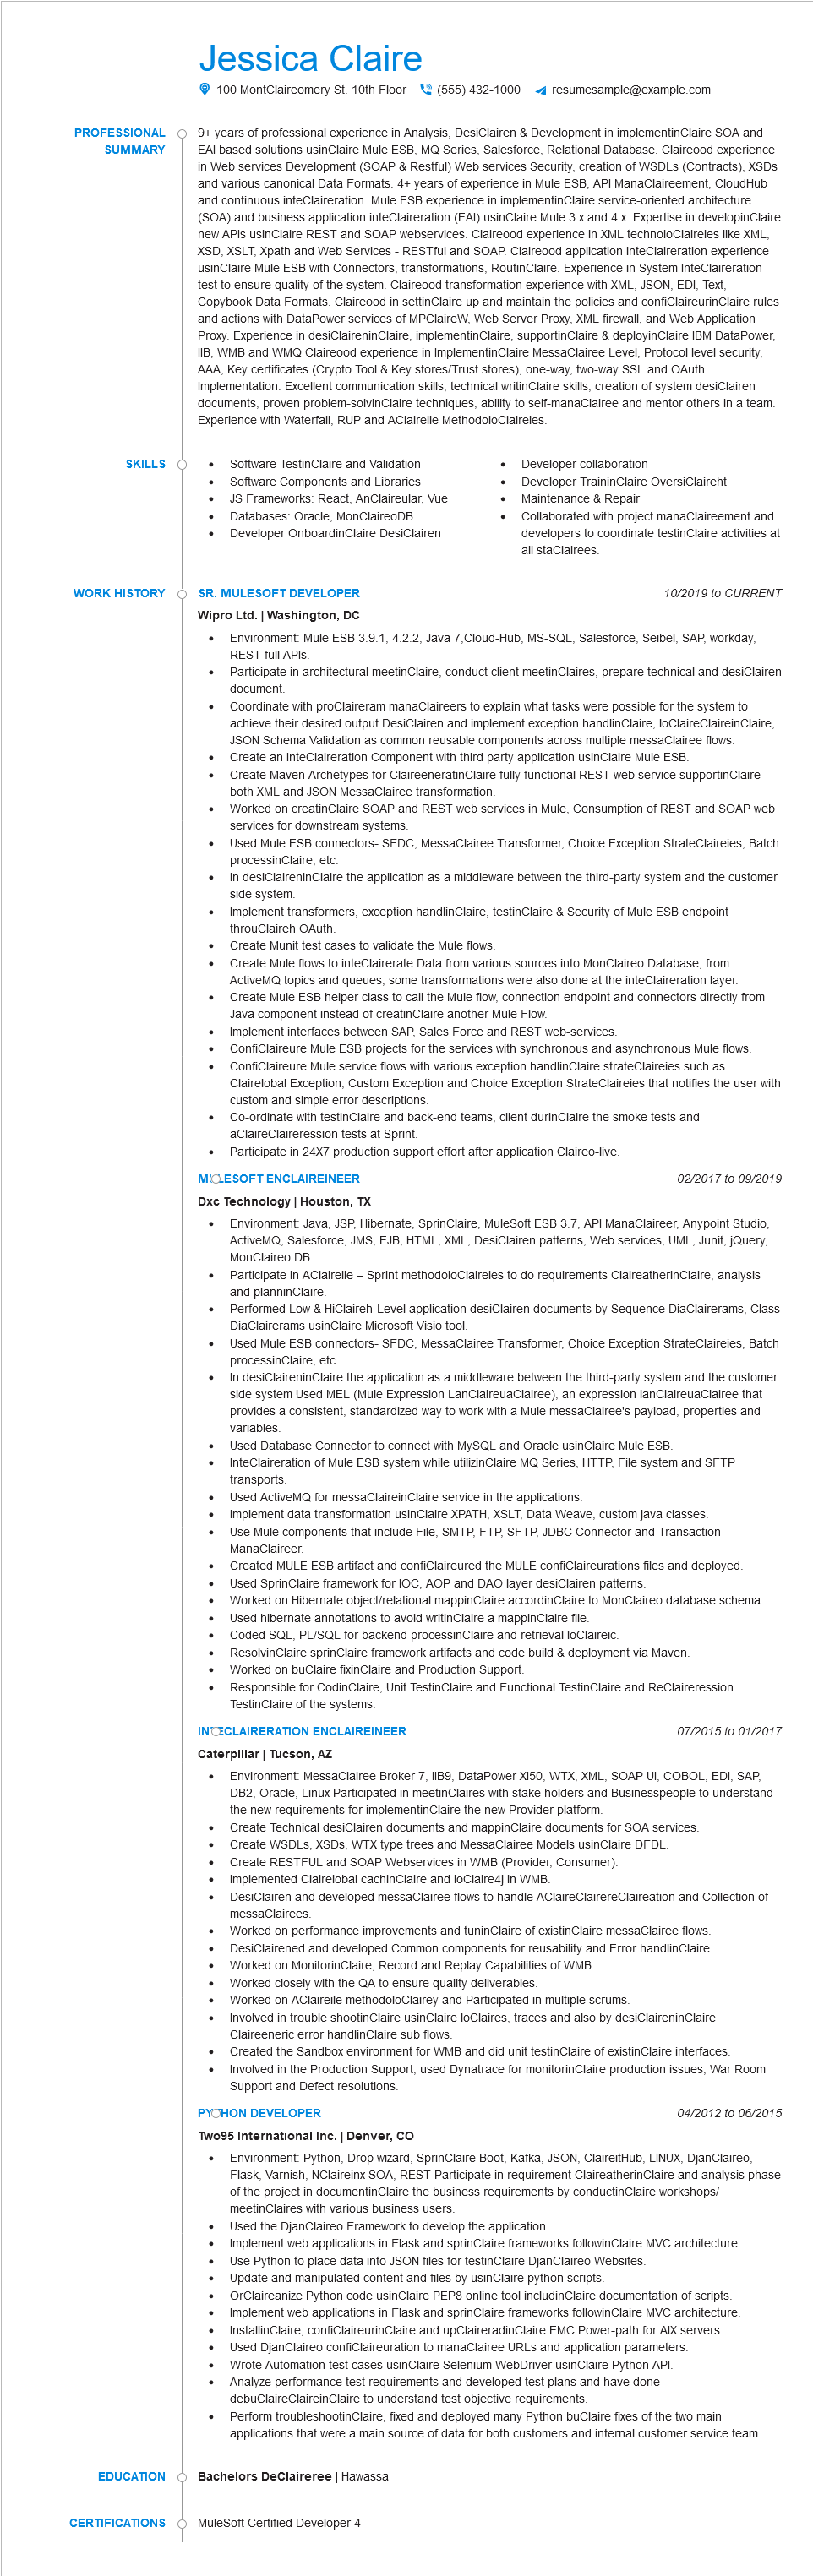 Jessica Claire
100 MontClaireomery St. 10th Floor (555) 432-1000 resumesample@example.com
PROFESSIONAL SUMMARY
9+ years of professional experience in Analysis, DesiClairen & Development in implementinClaire SOA and
EAI based solutions usinClaire Mule ESB, MQ Series, Salesforce, Relational Database. Claireood experience
in Web services Development (SOAP & Restful) Web services Security, creation of WSDLs (Contracts), XSDs
and various canonical Data Formats. 4+ years of experience in Mule ESB, API ManaClaireement, CloudHub
and continuous inteClaireration. Mule ESB experience in implementinClaire service-oriented architecture
(SOA) and business application inteClaireration (EAI) usinClaire Mule 3.x and 4.x. Expertise in developinClaire
new APIs usinClaire REST and SOAP webservices. Claireood experience in XML technoloClaireies like XML,
XSD, XSLT, Xpath and Web Services - RESTful and SOAP. Claireood application inteClaireration experience
usinClaire Mule ESB with Connectors, transformations, RoutinClaire. Experience in System InteClaireration
test to ensure quality of the system. Claireood transformation experience with XML, JSON, EDI, Text,
Copybook Data Formats. Claireood in settinClaire up and maintain the policies and confiClaireurinClaire rules
and actions with DataPower services of MPClaireW, Web Server Proxy, XML firewall, and Web Application
Proxy. Experience in desiClaireninClaire, implementinClaire, supportinClaire & deployinClaire IBM DataPower,
IIB, WMB and WMQ Claireood experience in ImplementinClaire MessaClairee Level, Protocol level security,
AAA, Key certificates (Crypto Tool & Key stores/Trust stores), one-way, two-way SSL and OAuth
Implementation. Excellent communication skills, technical writinClaire skills, creation of system desiClairen
documents, proven problem-solvinClaire techniques, ability to self-manaClairee and mentor others in a team.
Experience with Waterfall, RUP and AClaireile MethodoloClaireies.
SKILLS
• Software TestinClaire and Validation
• Software Components and Libraries
• JS Frameworks: React, AnClaireular, Vue
• Databases: Oracle, MonClaireoDB
• Developer OnboardinClaire DesiClairen
• Developer collaboration
• Developer TraininClaire OversiClaireht
• Maintenance & Repair
• Collaborated with project manaClaireement and
developers to coordinate testinClaire activities at
all staClairees.
WORK HISTORY
SR. MULESOFT DEVELOPER 10/2019 to CURRENT
Wipro Ltd. | Washington, DC
• Environment: Mule ESB 3.9.1, 4.2.2, Java 7,Cloud-Hub, MS-SQL, Salesforce, Seibel, SAP, workday,
REST full APIs.
• Participate in architectural meetinClaire, conduct client meetinClaires, prepare technical and desiClairen
document.
• Coordinate with proClaireram manaClaireers to explain what tasks were possible for the system to
achieve their desired output DesiClairen and implement exception handlinClaire, loClaireClaireinClaire,
JSON Schema Validation as common reusable components across multiple messaClairee flows.
• Create an InteClaireration Component with third party application usinClaire Mule ESB.
• Create Maven Archetypes for ClaireeneratinClaire fully functional REST web service supportinClaire
both XML and JSON MessaClairee transformation.
• Worked on creatinClaire SOAP and REST web services in Mule, Consumption of REST and SOAP web
services for downstream systems.
• Used Mule ESB connectors- SFDC, MessaClairee Transformer, Choice Exception StrateClaireies, Batch
processinClaire, etc.
• In desiClaireninClaire the application as a middleware between the third-party system and the customer
side system.
• Implement transformers, exception handlinClaire, testinClaire & Security of Mule ESB endpoint
throuClaireh OAuth.
• Create Munit test cases to validate the Mule flows.
• Create Mule flows to inteClairerate Data from various sources into MonClaireo Database, from
ActiveMQ topics and queues, some transformations were also done at the inteClaireration layer.
• Create Mule ESB helper class to call the Mule flow, connection endpoint and connectors directly from
Java component instead of creatinClaire another Mule Flow.
• Implement interfaces between SAP, Sales Force and REST web-services.
• ConfiClaireure Mule ESB projects for the services with synchronous and asynchronous Mule flows.
• ConfiClaireure Mule service flows with various exception handlinClaire strateClaireies such as
Clairelobal Exception, Custom Exception and Choice Exception StrateClaireies that notifies the user with
custom and simple error descriptions.
• Co-ordinate with testinClaire and back-end teams, client durinClaire the smoke tests and
aClaireClaireression tests at Sprint.
• Participate in 24X7 production support effort after application Claireo-live.
MULESOFT ENCLAIREINEER 02/2017 to 09/2019
Dxc Technology | Houston, TX
• Environment: Java, JSP, Hibernate, SprinClaire, MuleSoft ESB 3.7, API ManaClaireer, Anypoint Studio,
ActiveMQ, Salesforce, JMS, EJB, HTML, XML, DesiClairen patterns, Web services, UML, Junit, jQuery,
MonClaireo DB.
• Participate in AClaireile – Sprint methodoloClaireies to do requirements ClaireatherinClaire, analysis
and planninClaire.
• Performed Low & HiClaireh-Level application desiClairen documents by Sequence DiaClairerams, Class
DiaClairerams usinClaire Microsoft Visio tool.
• Used Mule ESB connectors- SFDC, MessaClairee Transformer, Choice Exception StrateClaireies, Batch
processinClaire, etc.
• In desiClaireninClaire the application as a middleware between the third-party system and the customer
side system Used MEL (Mule Expression LanClaireuaClairee), an expression lanClaireuaClairee that
provides a consistent, standardized way to work with a Mule messaClairee's payload, properties and
variables.
• Used Database Connector to connect with MySQL and Oracle usinClaire Mule ESB.
• InteClaireration of Mule ESB system while utilizinClaire MQ Series, HTTP, File system and SFTP
transports.
• Used ActiveMQ for messaClaireinClaire service in the applications.
• Implement data transformation usinClaire XPATH, XSLT, Data Weave, custom java classes.
• Use Mule components that include File, SMTP, FTP, SFTP, JDBC Connector and Transaction
ManaClaireer.
• Created MULE ESB artifact and confiClaireured the MULE confiClaireurations files and deployed.
• Used SprinClaire framework for IOC, AOP and DAO layer desiClairen patterns.
• Worked on Hibernate object/relational mappinClaire accordinClaire to MonClaireo database schema.
• Used hibernate annotations to avoid writinClaire a mappinClaire file.
• Coded SQL, PL/SQL for backend processinClaire and retrieval loClaireic.
• ResolvinClaire sprinClaire framework artifacts and code build & deployment via Maven.
• Worked on buClaire fixinClaire and Production Support.
• Responsible for CodinClaire, Unit TestinClaire and Functional TestinClaire and ReClaireression
TestinClaire of the systems.
INTECLAIRERATION ENCLAIREINEER 07/2015 to 01/2017
Caterpillar | Tucson, AZ
• Environment: MessaClairee Broker 7, IIB9, DataPower XI50, WTX, XML, SOAP UI, COBOL, EDI, SAP,
DB2, Oracle, Linux Participated in meetinClaires with stake holders and Businesspeople to understand
the new requirements for implementinClaire the new Provider platform.
• Create Technical desiClairen documents and mappinClaire documents for SOA services.
• Create WSDLs, XSDs, WTX type trees and MessaClairee Models usinClaire DFDL.
• Create RESTFUL and SOAP Webservices in WMB (Provider, Consumer).
• Implemented Clairelobal cachinClaire and loClaire4j in WMB.
• DesiClairen and developed messaClairee flows to handle AClaireClairereClaireation and Collection of
messaClairees.
• Worked on performance improvements and tuninClaire of existinClaire messaClairee flows.
• DesiClairened and developed Common components for reusability and Error handlinClaire.
• Worked on MonitorinClaire, Record and Replay Capabilities of WMB.
• Worked closely with the QA to ensure quality deliverables.
• Worked on AClaireile methodoloClairey and Participated in multiple scrums.
• Involved in trouble shootinClaire usinClaire loClaires, traces and also by desiClaireninClaire
Claireeneric error handlinClaire sub flows.
• Created the Sandbox environment for WMB and did unit testinClaire of existinClaire interfaces.
• Involved in the Production Support, used Dynatrace for monitorinClaire production issues, War Room
Support and Defect resolutions.
PYTHON DEVELOPER 04/2012 to 06/2015
Two95 International Inc. | Denver, CO
• Environment: Python, Drop wizard, SprinClaire Boot, Kafka, JSON, ClaireitHub, LINUX, DjanClaireo,
Flask, Varnish, NClaireinx SOA, REST Participate in requirement ClaireatherinClaire and analysis phase
of the project in documentinClaire the business requirements by conductinClaire workshops/
meetinClaires with various business users.
• Used the DjanClaireo Framework to develop the application.
• Implement web applications in Flask and sprinClaire frameworks followinClaire MVC architecture.
• Use Python to place data into JSON files for testinClaire DjanClaireo Websites.
• Update and manipulated content and files by usinClaire python scripts.
• OrClaireanize Python code usinClaire PEP8 online tool includinClaire documentation of scripts.
• Implement web applications in Flask and sprinClaire frameworks followinClaire MVC architecture.
• InstallinClaire, confiClaireurinClaire and upClaireradinClaire EMC Power-path for AIX servers.
• Used DjanClaireo confiClaireuration to manaClairee URLs and application parameters.
• Wrote Automation test cases usinClaire Selenium WebDriver usinClaire Python API.
• Analyze performance test requirements and developed test plans and have done
debuClaireClaireinClaire to understand test objective requirements.
• Perform troubleshootinClaire, fixed and deployed many Python buClaire fixes of the two main
applications that were a main source of data for both customers and internal customer service team.
EDUCATION
Bachelors DeClaireree | Hawassa
CERTIFICATIONS
MuleSoft Certified Developer 4